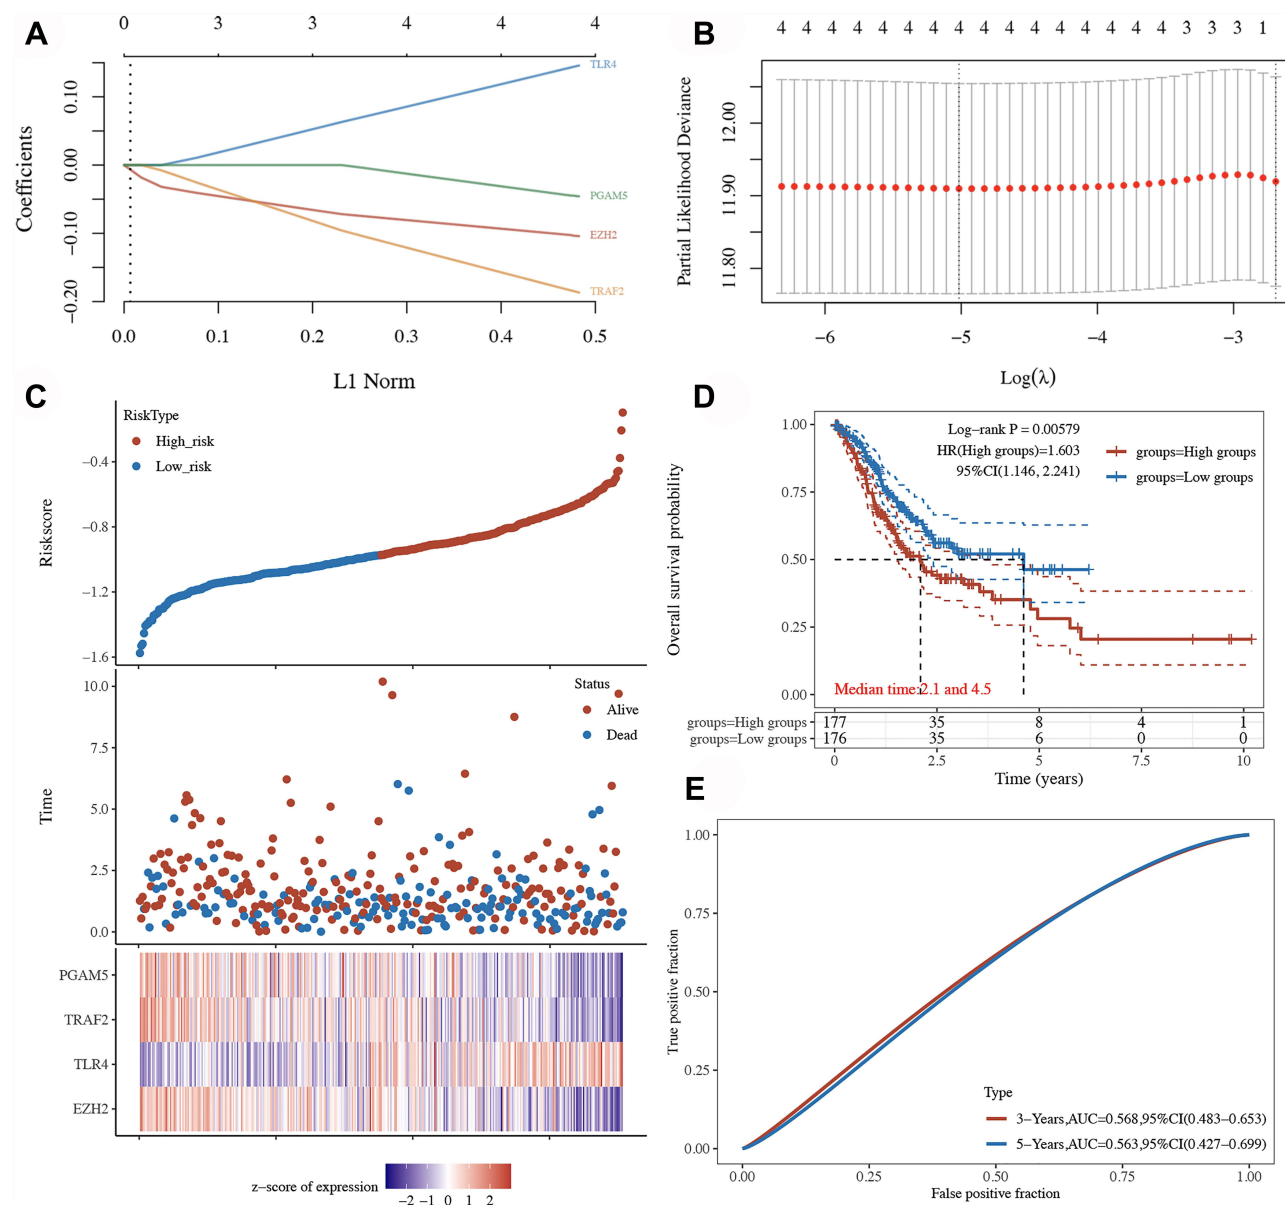 A
0 3 3 4 4 4
TLR4
PGAM5
EZH2
TRAF2
0.10
0.00
−0.10
−0.20
Coefficients
0.0 0.1 0.2 0.3 0.4 0.5
L1 Norm
B
4 4 4 4 4 4 4 4 4 4 4 4 4 4 4 4 3 3 3 1
12.00
11.90
11.80
Partial Likelihood Deviance
−6 −5 −4 −3
Log(λ)
C
RiskType
High_risk
Low_risk
−0.4
−0.8
−1.2
−1.6
Riskscore
Status
Alive
Dead
10.0
7.5
5.0
2.5
0.0
Time
PGAM5
TRAF2
TLR4
EZH2
z−score of expression
−2 −1 0 1 2
D
Log−rank P = 0.00579
HR(High groups)=1.603
95%CI(1.146, 2.241)
groups=High groups
groups=Low groups
1.00
0.75
0.50
0.25
0.00
Overall survival probability
Median time:2.1 and 4.5
groups=High groups 177 35 8 4 1
groups=Low groups 176 35 6 0 0
0 2.5 5 7.5 10
Time (years)
E
1.00
0.75
0.50
0.25
0.00
True positive fraction
Type
3−Years,AUC=0.568,95%CI(0.483−0.653)
5−Years,AUC=0.563,95%CI(0.427−0.699)
0.00 0.25 0.50 0.75 1.00
False positive fraction